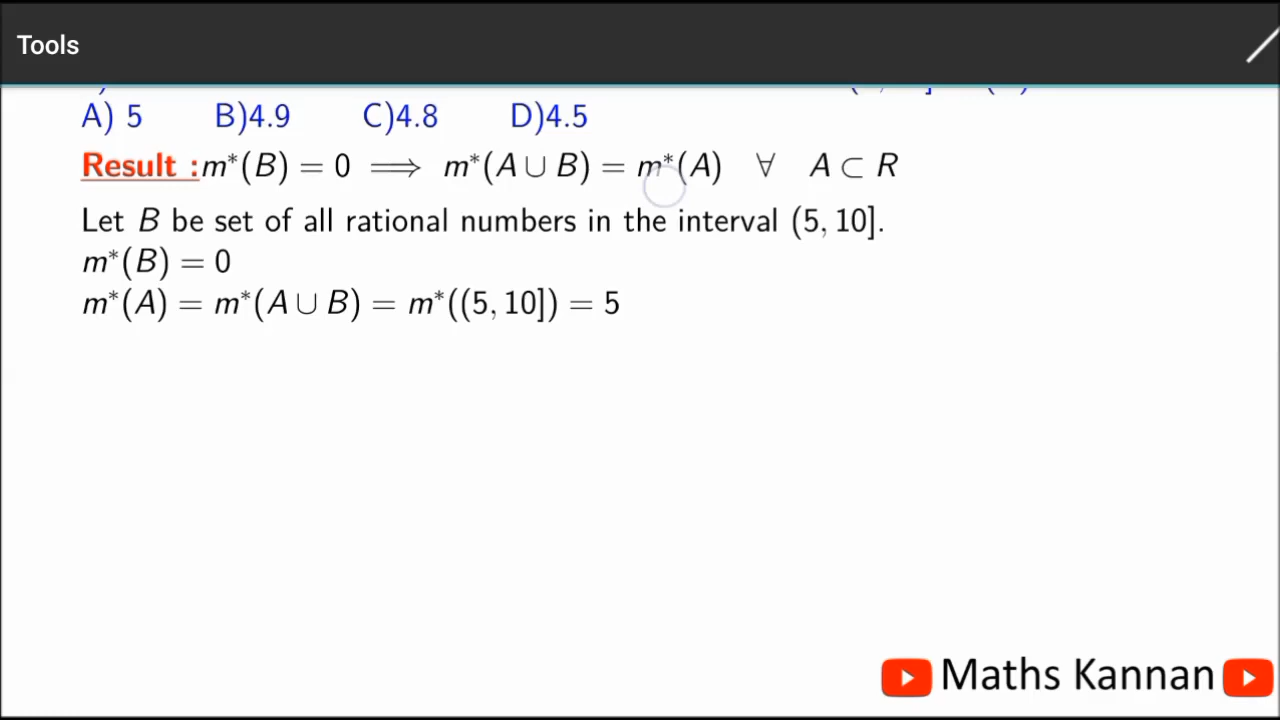 Tools
A) 5 B)4.9 C)4.8 D)4.5
Result : m*(B) = 0 ⟹ m*(A ∪ B) = m*(A) ∀ A ⊂ R
Let B be set of all rational numbers in the interval (5, 10].
m*(B) = 0
m*(A) = m*(A ∪ B) = m*((5, 10]) = 5
Maths Kannan